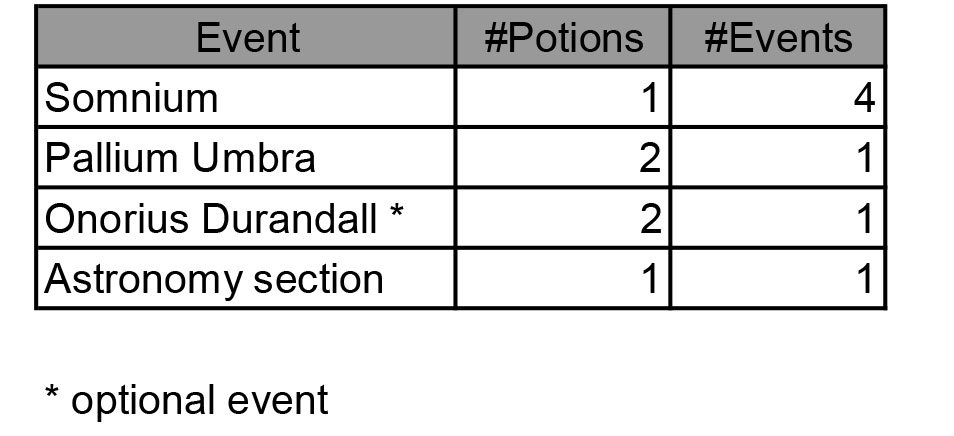 Event #Potions #Events
Somnium 1 4
Pallium Umbra 2 1
Onorius Durandall * 2 1
Astronomy section 1 1
* optional event